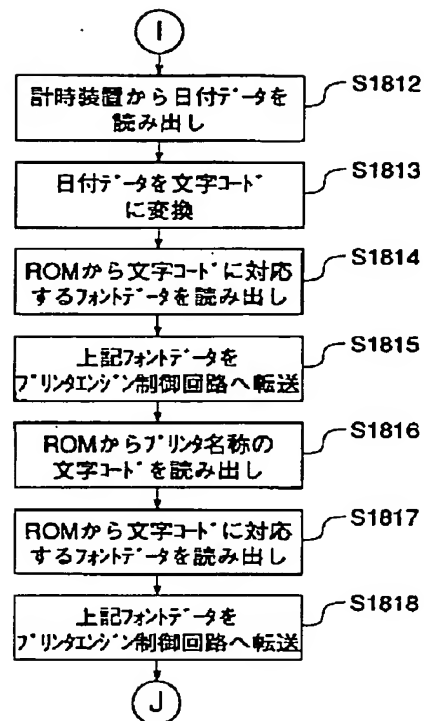 I
計時装置から日付ﾃﾞｰﾀを
読み出し
S1812
日付ﾃﾞｰﾀを文字ｺｰﾄﾞ
に変換
S1813
ROMから文字ｺｰﾄﾞに対応
するﾌｫﾝﾄﾃﾞｰﾀを読み出し
S1814
上記ﾌｫﾝﾄﾃﾞｰﾀを
ﾌﾟﾘﾝﾀｴﾝｼﾞﾝ制御回路へ転送
S1815
ROMからﾌﾟﾘﾝﾀ名称の
文字ｺｰﾄﾞを読み出し
S1816
ROMから文字ｺｰﾄﾞに対応
するﾌｫﾝﾄﾃﾞｰﾀを読み出し
S1817
上記ﾌｫﾝﾄﾃﾞｰﾀを
ﾌﾟﾘﾝﾀｴﾝｼﾞﾝ制御回路へ転送
S1818
J